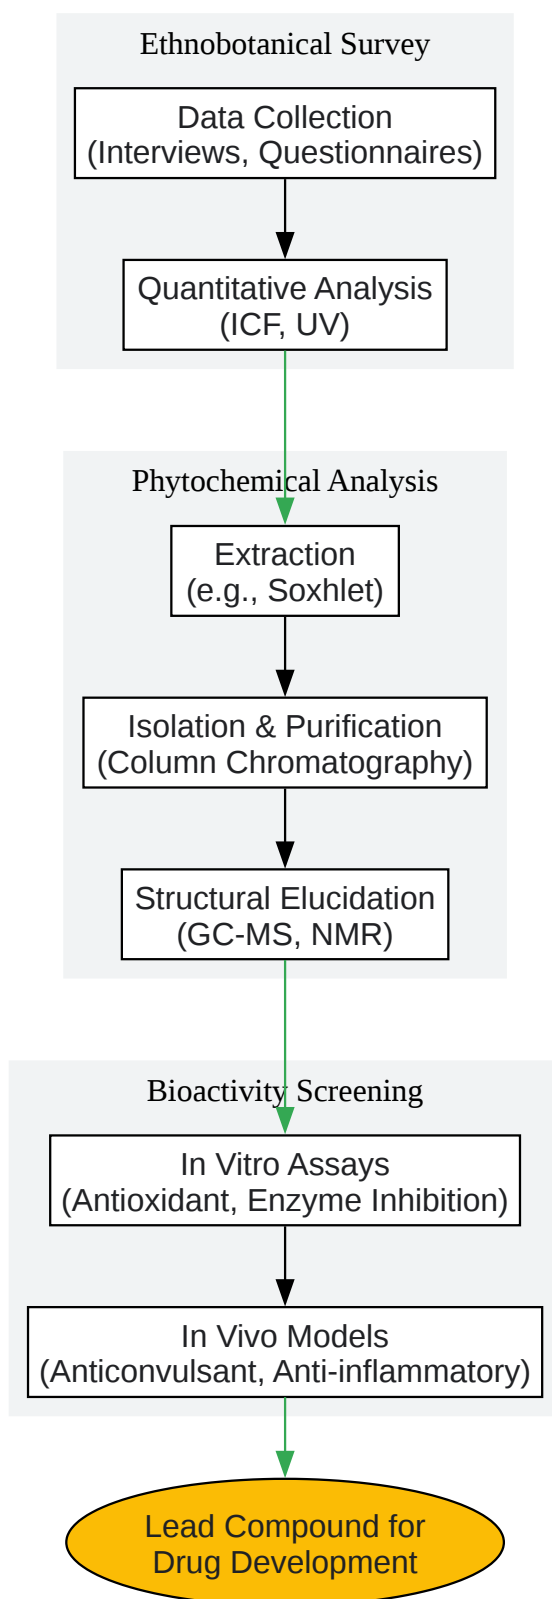 Ethnobotanical Survey
Data Collection
(Interviews, Questionnaires)
Quantitative Analysis
(ICF, UV)
Phytochemical Analysis
Extraction
(e.g., Soxhlet)
Isolation & Purification
(Column Chromatography)
Structural Elucidation
(GC-MS, NMR)
Bioactivity Screening
In Vitro Assays
(Antioxidant, Enzyme Inhibition)
In Vivo Models
(Anticonvulsant, Anti-inflammatory)
Lead Compound for
Drug Development